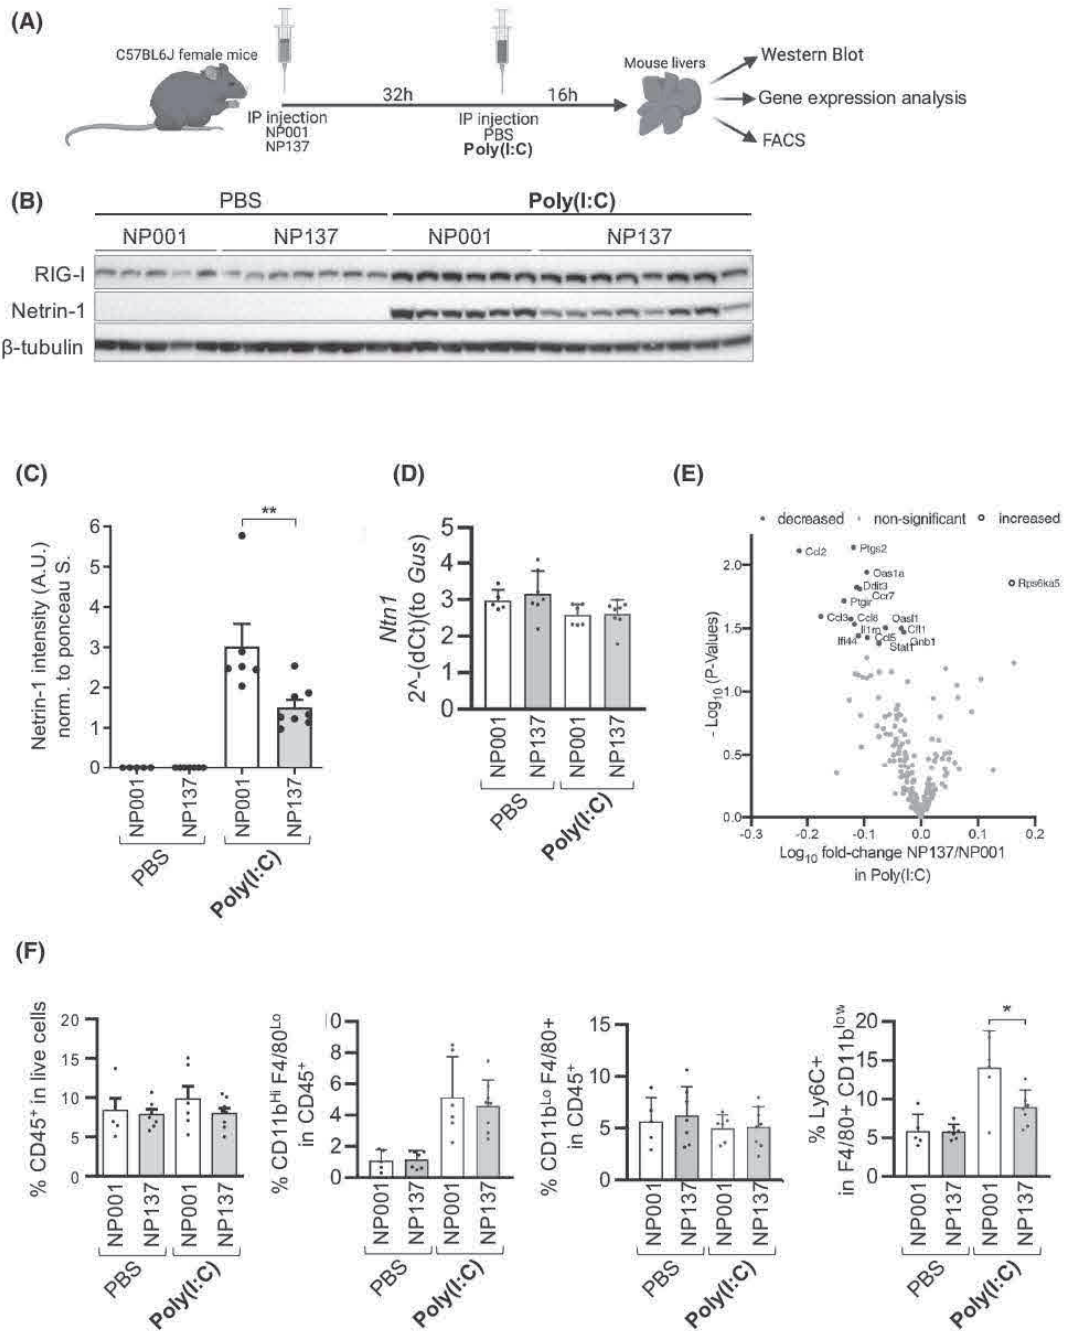 (A)
C57BL6J female mice
IP injection
NP001
NP137
32h
IP injection
PBS
Poly(I:C)
16h
Mouse livers
Western Blot
Gene expression analysis
FACS
(B)
PBS
Poly(I:C)
NP001
NP137
NP001
NP137
RIG-I
Netrin-1
β-tubulin
(C)
Netrin-1 intensity (A.U.)
norm. to ponceau S.
6
5
4
3
2
1
0
**
NP001
NP137
NP001
NP137
PBS
Poly(I:C)
(D)
Ntn1
2^-(dCt)(to Gus)
5
4
3
2
1
0
NP001
NP137
NP001
NP137
PBS
Poly(I:C)
(E)
decreased
non-significant
increased
- Log10 (P-Values)
2.0
1.5
1.0
0.5
0.0
Ccl2
Ptgs2
Oas1a
Rps6ka5
Ddit3
Ccr7
Ptgir
Ccl3
Ccl6
Oasl1
Il1rn
Cfl1
Ifi44
Ccl5
Gnb1
Stat1
-0.3
-0.2
-0.1
0.0
0.1
0.2
Log10 fold-change NP137/NP001
in Poly(I:C)
(F)
% CD45+ in live cells
20
15
10
5
0
NP001
NP137
NP001
NP137
PBS
Poly(I:C)
% CD11bHi F4/80Lo
in CD45+
0
8
6
4
2
0
NP001
NP137
NP001
NP137
PBS
Poly(I:C)
% CD11bLo F4/80+
in CD45+
15
10
5
0
NP001
NP137
NP001
NP137
PBS
Poly(I:C)
% Ly6C+
in F4/80+ CD11blow
20
15
10
5
0
*
NP001
NP137
NP001
NP137
PBS
Poly(I:C)